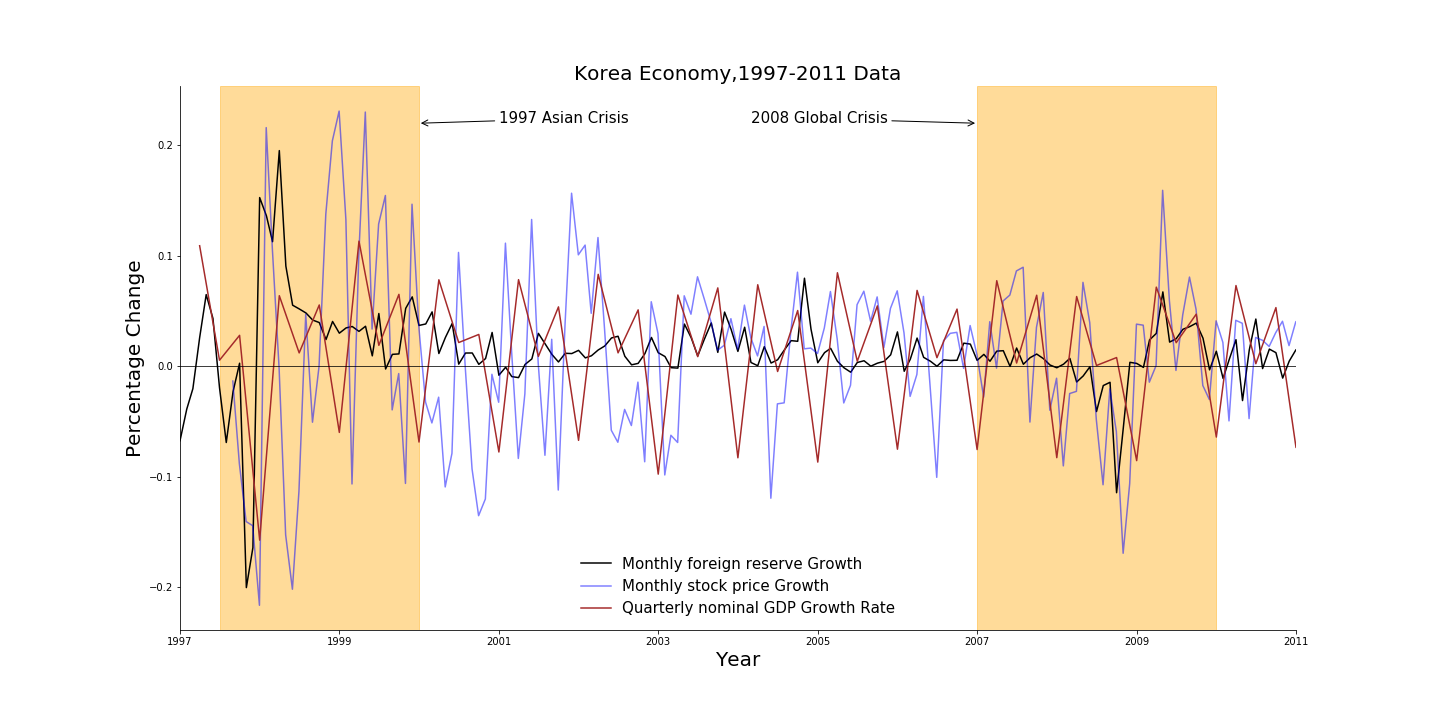 Korea Economy,1997-2011 Data
1997 Asian Crisis
2008 Global Crisis
0.2
0.1
0.0
−0.1
−0.2
Percentage Change
Monthly foreign reserve Growth
Monthly stock price Growth
Quarterly nominal GDP Growth Rate
1997 1999 2001 2003 2005 2007 2009 2011
Year